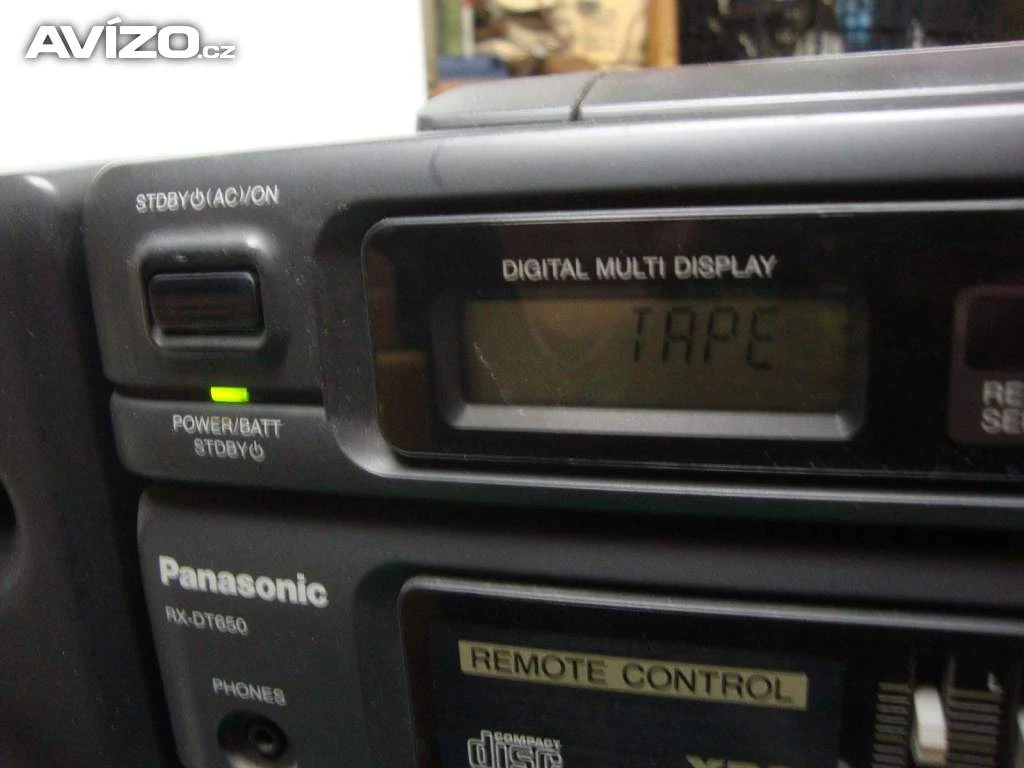 AVÍZO.cz
STDBY⏻(AC)/ON
DIGITAL MULTI DISPLAY
TAPE
POWER/BATT
STDBY⏻
Panasonic
RX-DT650
PHONES
REMOTE CONTROL
COMPACT
disc